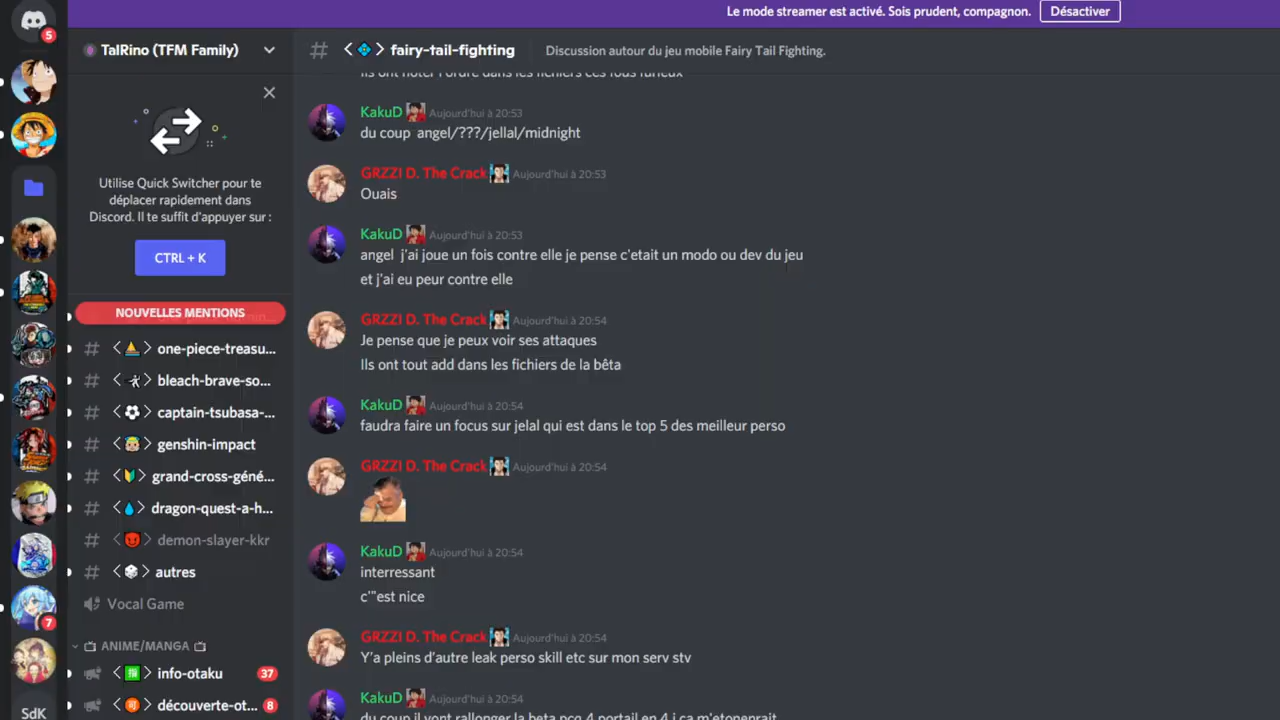 Le mode streamer est activé. Sois prudent, compagnon.
Désactiver
5
TalRino (TFM Family)
fairy-tail-fighting
Discussion autour du jeu mobile Fairy Tail Fighting.
Utilise Quick Switcher pour te
déplacer rapidement dans
Discord. Il te suffit d'appuyer sur :
CTRL + K
NOUVELLES MENTIONS
# one-piece-treasu...
# bleach-brave-so...
# captain-tsubasa-...
# genshin-impact
# grand-cross-géné...
# dragon-quest-a-h...
# demon-slayer-kkr
# autres
Vocal Game
ANIME/MANGA
info-otaku 37
découverte-ot... 8
7
SdK
ils ont noter l'ordre dans les fichiers ces fous furieux
KakuD Aujourd'hui à 20:53
du coup angel/???/jellal/midnight
GRZZI D. The Crack Aujourd'hui à 20:53
Ouais
KakuD Aujourd'hui à 20:53
angel j'ai joue un fois contre elle je pense c'etait un modo ou dev du jeu
et j'ai eu peur contre elle
GRZZI D. The Crack Aujourd'hui à 20:54
Je pense que je peux voir ses attaques
Ils ont tout add dans les fichiers de la bêta
KakuD Aujourd'hui à 20:54
faudra faire un focus sur jelal qui est dans le top 5 des meilleur perso
GRZZI D. The Crack Aujourd'hui à 20:54
KakuD Aujourd'hui à 20:54
interressant
c'"est nice
GRZZI D. The Crack Aujourd'hui à 20:54
Y'a pleins d'autre leak perso skill etc sur mon serv stv
KakuD Aujourd'hui à 20:54
du coup il vont rallonger la beta pcq 4 portail en 4 j ca m'etonenrait